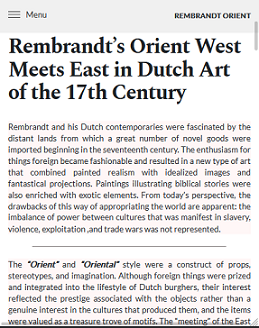 Menu
REMBRANDT ORIENT
Rembrandt's Orient West
Meets East in Dutch Art
of the 17th Century
Rembrandt and his Dutch contemporaries were fascinated by the
distant lands from which a great number of novel goods were
imported beginning in the seventeenth century. The enthusiasm for
things foreign became fashionable and resulted in a new type of art
that combined painted realism with idealized images and
fantastical projections. Paintings illustrating biblical stories were
also enriched with exotic elements. From today's perspective, the
drawbacks of this way of appropriating the world are apparent: the
imbalance of power between cultures that was manifest in slavery,
violence, exploitation ,and trade wars was not represented.
The "Orient" and "Oriental" style were a construct of props,
stereotypes, and imagination. Although foreign things were prized
and integrated into the lifestyle of Dutch burghers, their interest
reflected the prestige associated with the objects rather than a
genuine interest in the cultures that produced them, and the items
were valued as a treasure trove of motifs. The "meeting" of the East